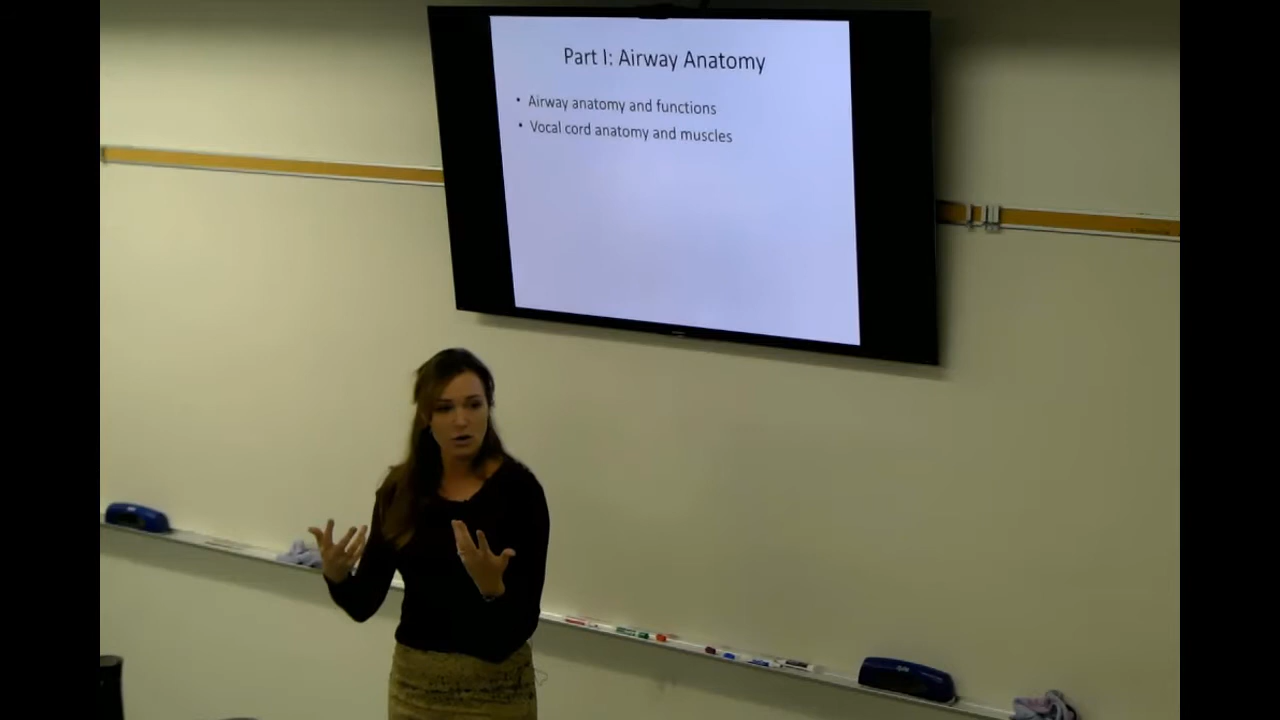 Part I: Airway Anatomy
• Airway anatomy and functions
• Vocal cord anatomy and muscles